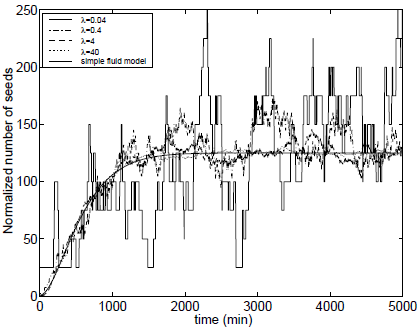 250
200
150
100
50
0
Normalized number of seeds
λ=0.04
λ=0.4
λ=4
λ=40
simple fluid model
0 1000 2000 3000 4000 5000
time (min)